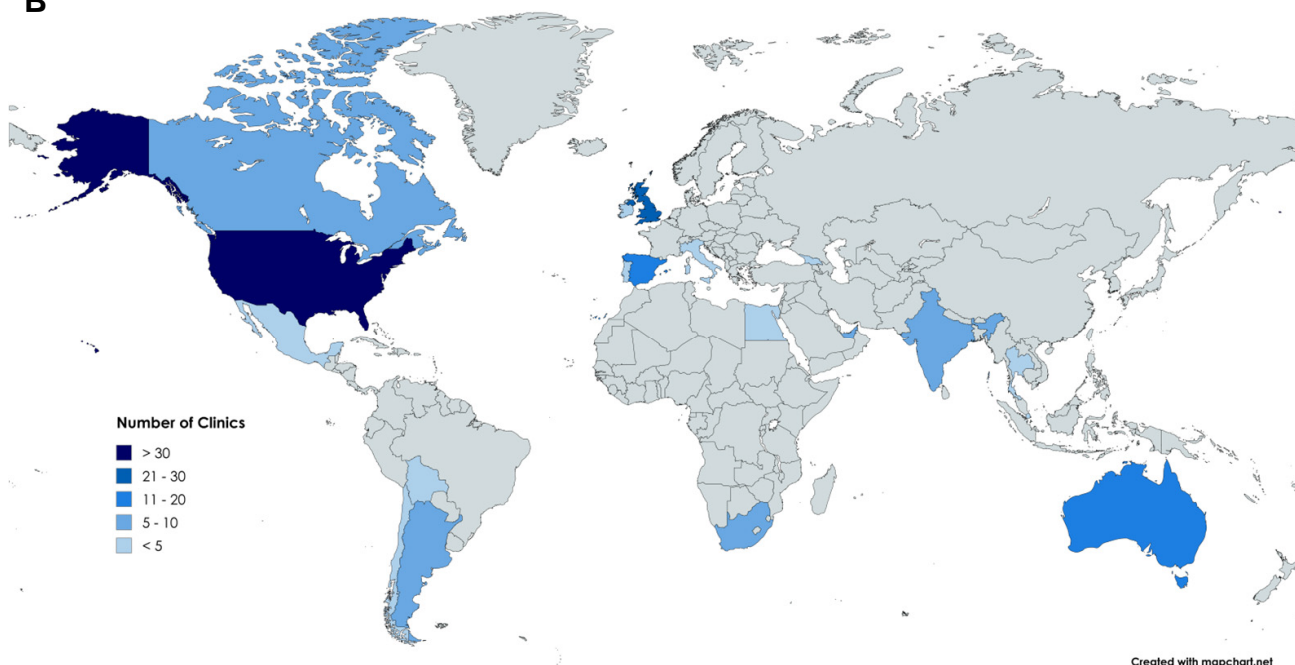 B
Number of Clinics
> 30
21 - 30
11 - 20
5 - 10
< 5
Created with mapchart.net